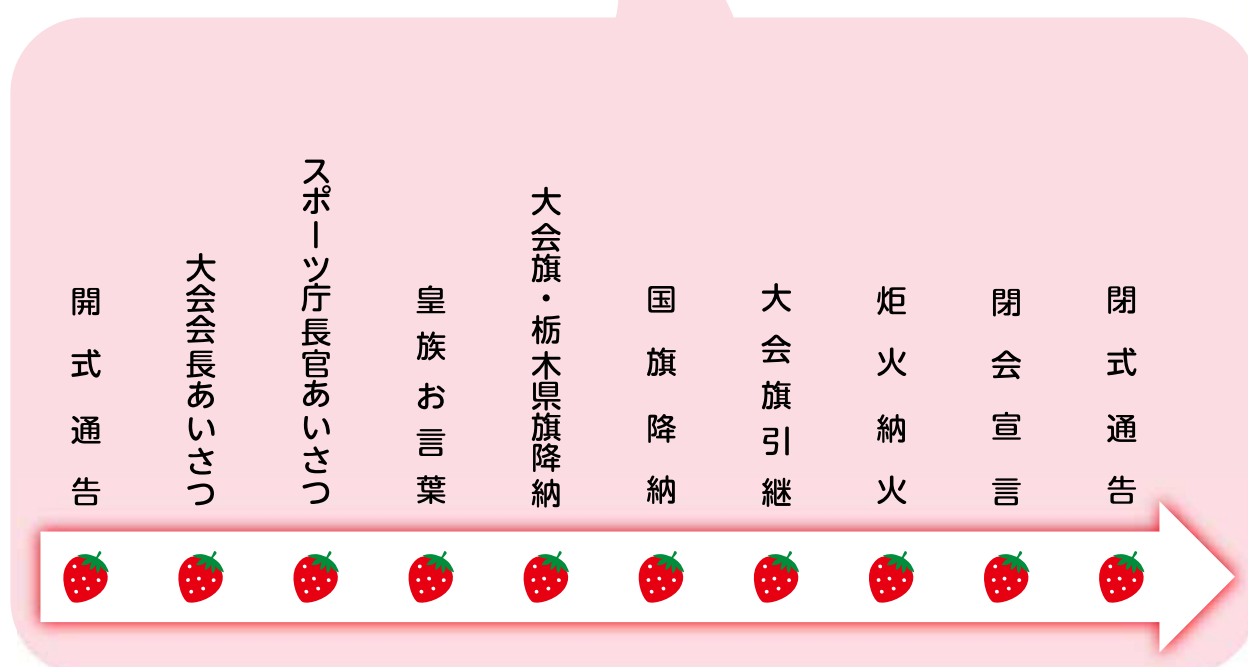 開式通告
大会会長あいさつ
スポーツ庁長官あいさつ
皇族お言葉
大会旗・栃木県旗降納
国旗降納
大会旗引継
炬火納火
閉会宣言
閉式通告